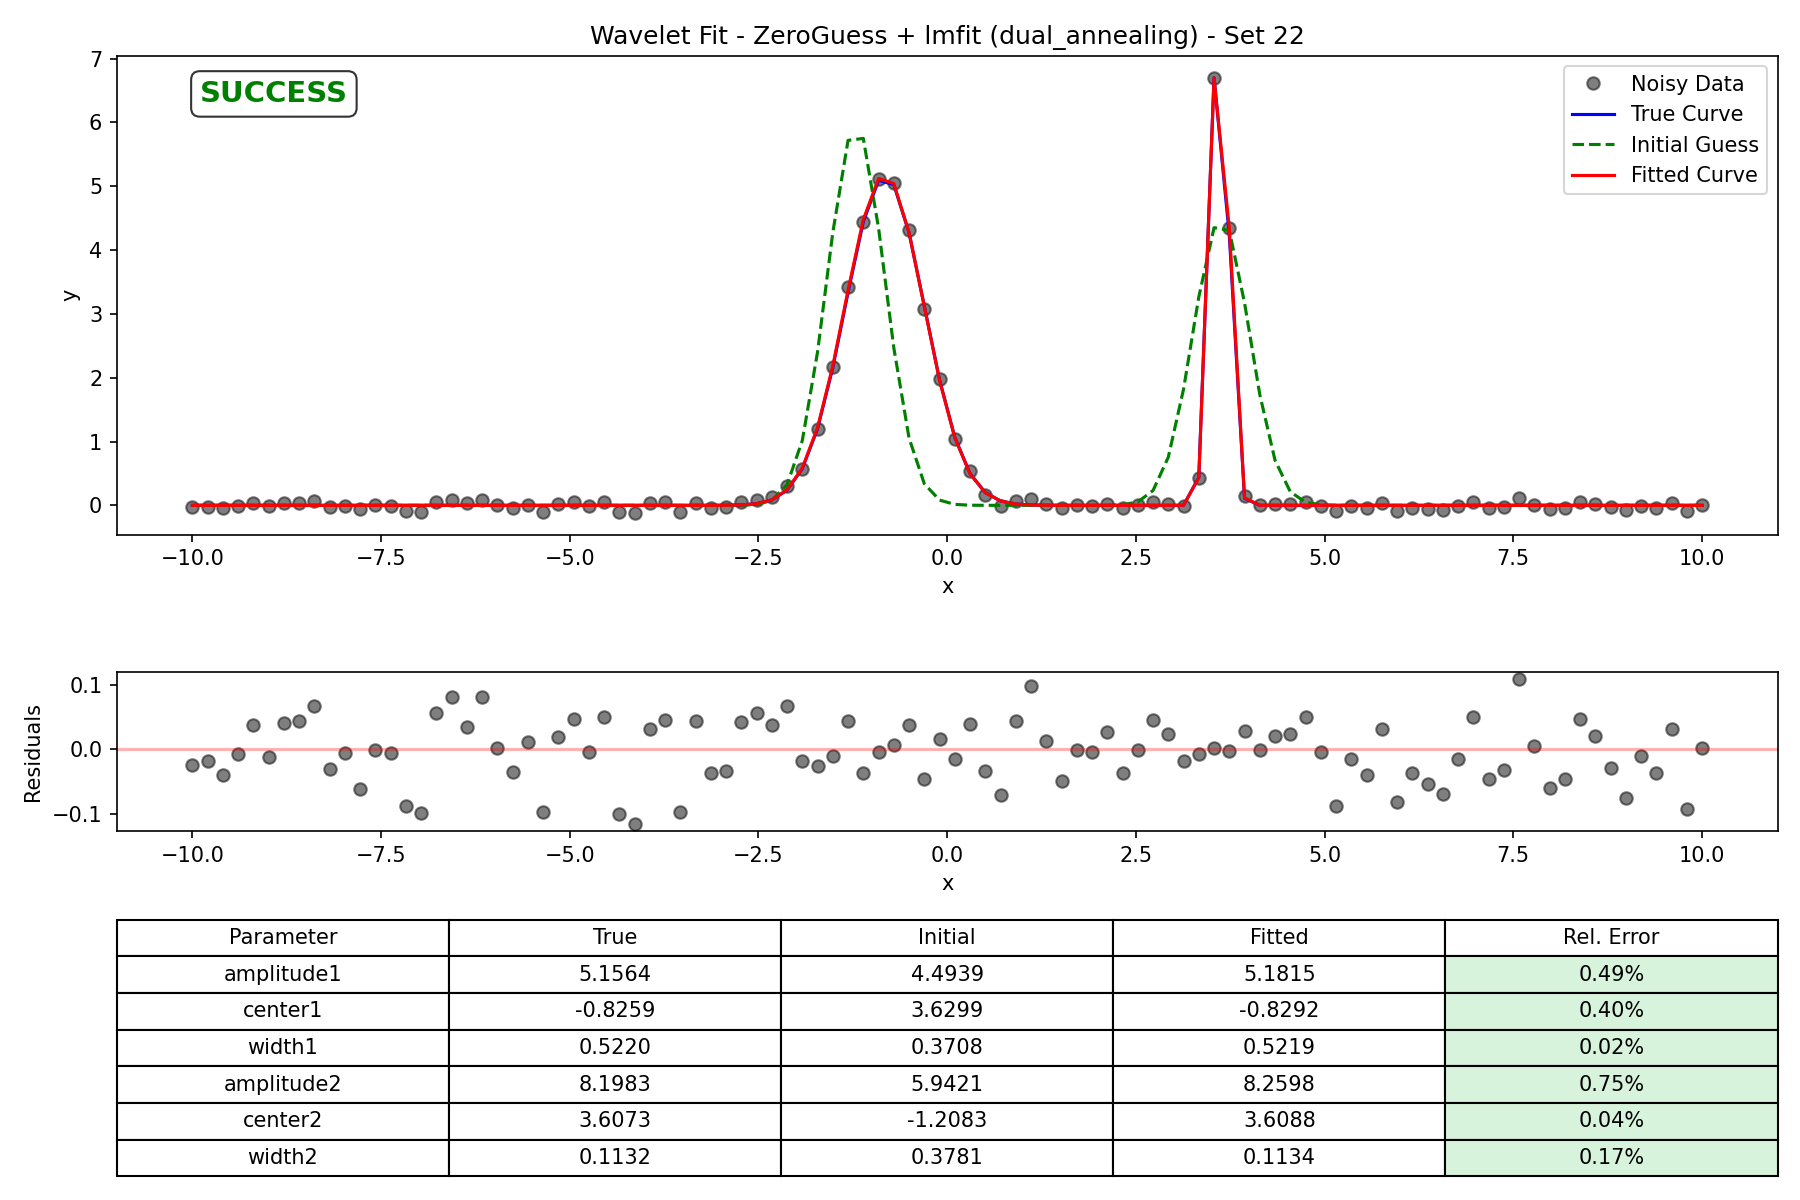 Wavelet Fit - ZeroGuess + lmfit (dual_annealing) - Set 22
SUCCESS
Noisy Data
True Curve
Initial Guess
Fitted Curve
y
7
6
5
4
3
2
1
0
−10.0 −7.5 −5.0 −2.5 0.0 2.5 5.0 7.5 10.0
x
Residuals
0.1
0.0
−0.1
−10.0 −7.5 −5.0 −2.5 0.0 2.5 5.0 7.5 10.0
x
Parameter True Initial Fitted Rel. Error
amplitude1 5.1564 4.4939 5.1815 0.49%
center1 -0.8259 3.6299 -0.8292 0.40%
width1 0.5220 0.3708 0.5219 0.02%
amplitude2 8.1983 5.9421 8.2598 0.75%
center2 3.6073 -1.2083 3.6088 0.04%
width2 0.1132 0.3781 0.1134 0.17%